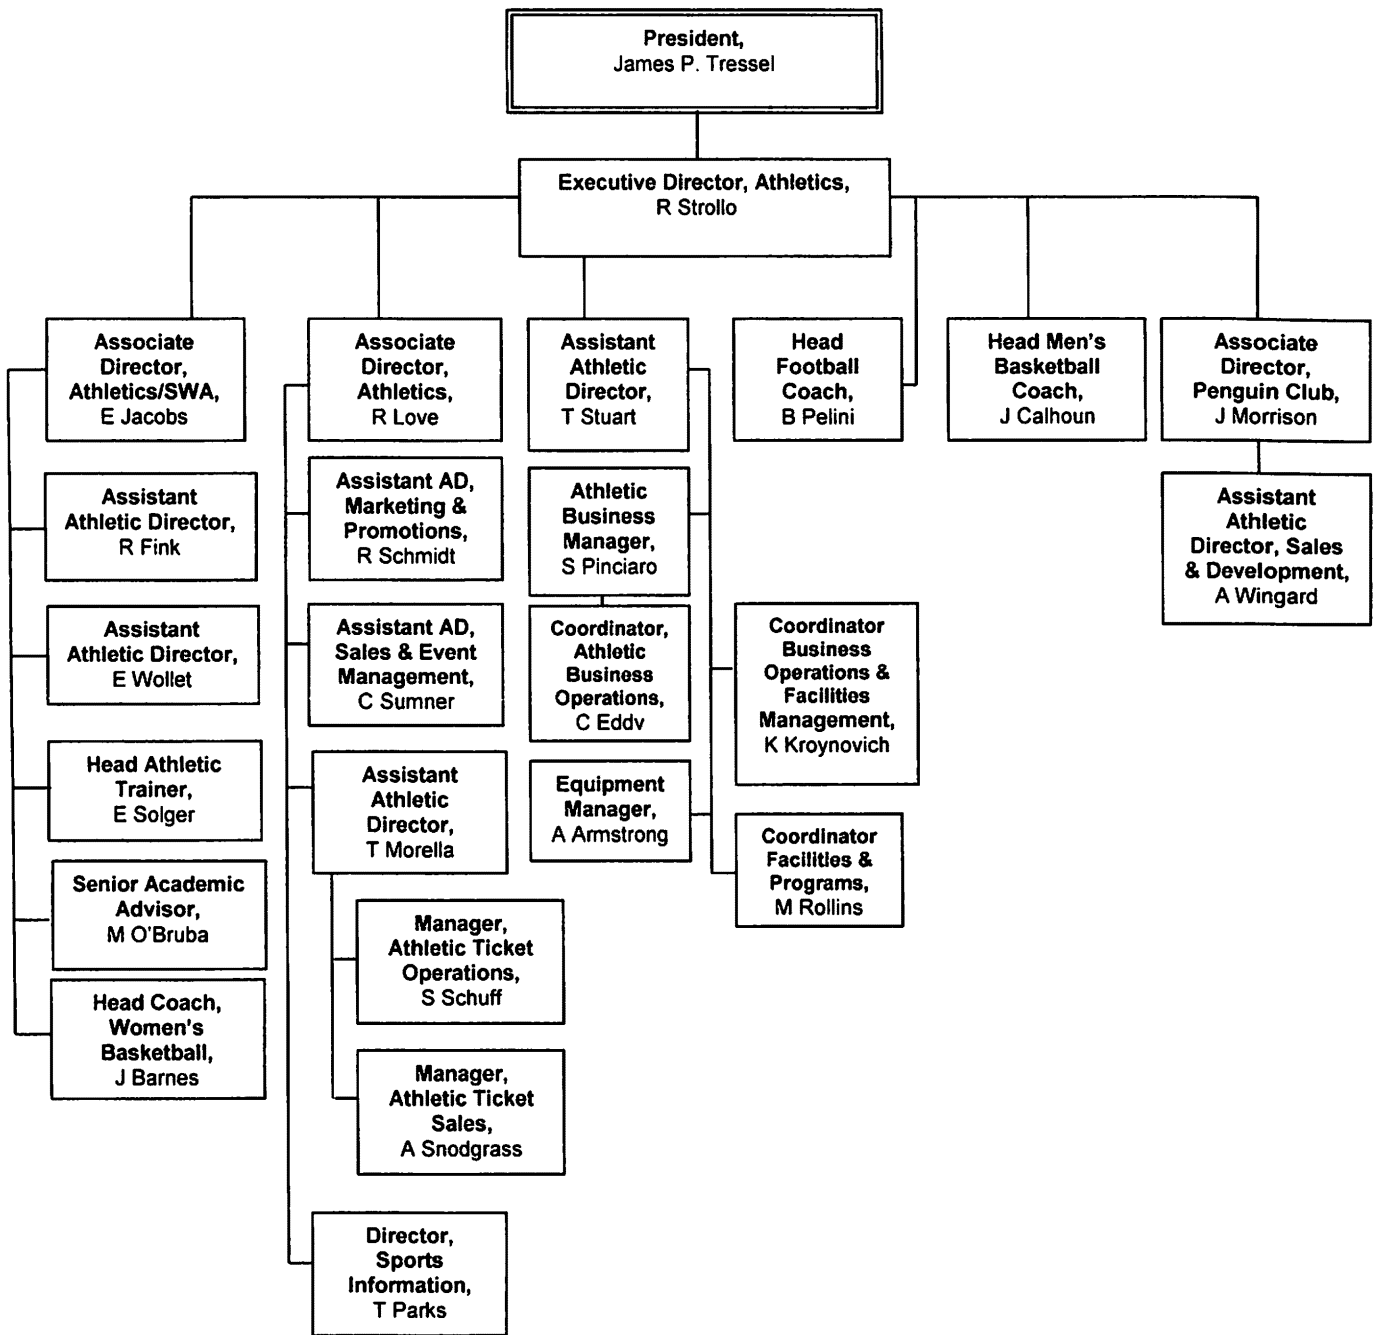 President,
James P. Tressel
Executive Director, Athletics,
R Strollo
Associate
Director,
Athletics/SWA,
E Jacobs
Assistant
Athletic Director,
R Fink
Assistant
Athletic Director,
E Wollet
Head Athletic
Trainer,
E Solger
Senior Academic
Advisor,
M O'Bruba
Head Coach,
Women's
Basketball,
J Barnes
Associate
Director,
Athletics,
R Love
Assistant AD,
Marketing &
Promotions,
R Schmidt
Assistant AD,
Sales & Event
Management,
C Sumner
Assistant
Athletic
Director,
T Morella
Manager,
Athletic Ticket
Operations,
S Schuff
Manager,
Athletic Ticket
Sales,
A Snodgrass
Director,
Sports
Information,
T Parks
Assistant
Athletic
Director,
T Stuart
Athletic
Business
Manager,
S Pinciaro
Coordinator,
Athletic
Business
Operations,
C Eddv
Equipment
Manager,
A Armstrong
Coordinator
Business
Operations &
Facilities
Management,
K Kroynovich
Coordinator
Facilities &
Programs,
M Rollins
Head
Football
Coach,
B Pelini
Head Men's
Basketball
Coach,
J Calhoun
Associate
Director,
Penguin Club,
J Morrison
Assistant
Athletic
Director, Sales
& Development,
A Wingard